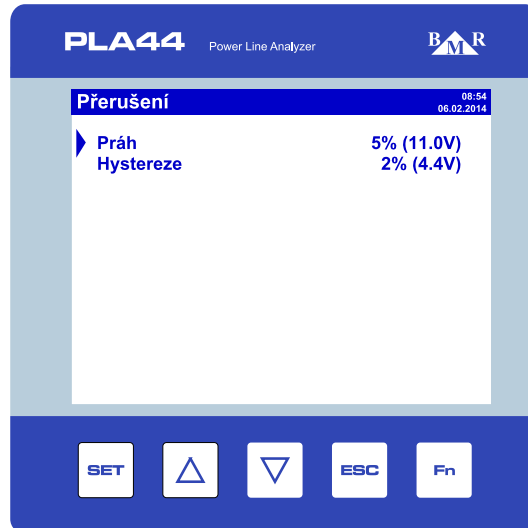 PLA44 Power Line Analyzer BMR
Přerušení 08:54
06.02.2014
Práh 5% (11.0V)
Hystereze 2% (4.4V)
SET ESC Fn